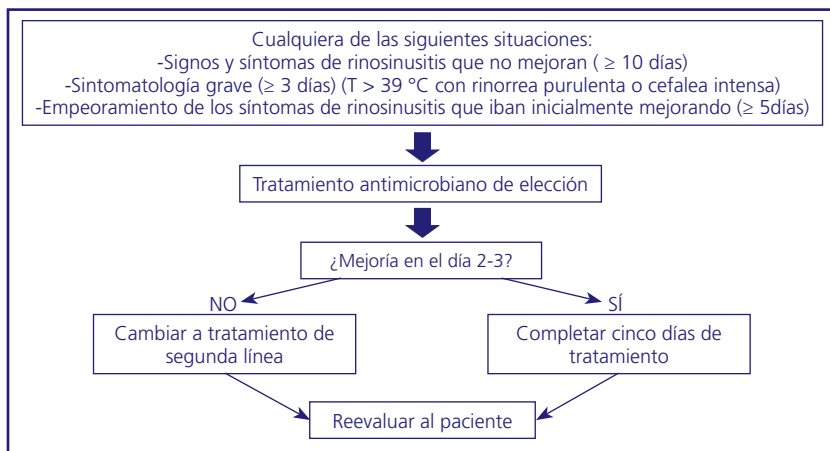 Cualquiera de las siguientes situaciones:
-Signos y síntomas de rinosinusitis que no mejoran ( ≥ 10 días)
-Sintomatología grave (≥ 3 días) (T > 39 °C con rinorrea purulenta o cefalea intensa)
-Empeoramiento de los síntomas de rinosinusitis que iban inicialmente mejorando (≥ 5días)
Tratamiento antimicrobiano de elección
¿Mejoría en el día 2-3?
NO
Cambiar a tratamiento de
segunda línea
SÍ
Completar cinco días de
tratamiento
Reevaluar al paciente